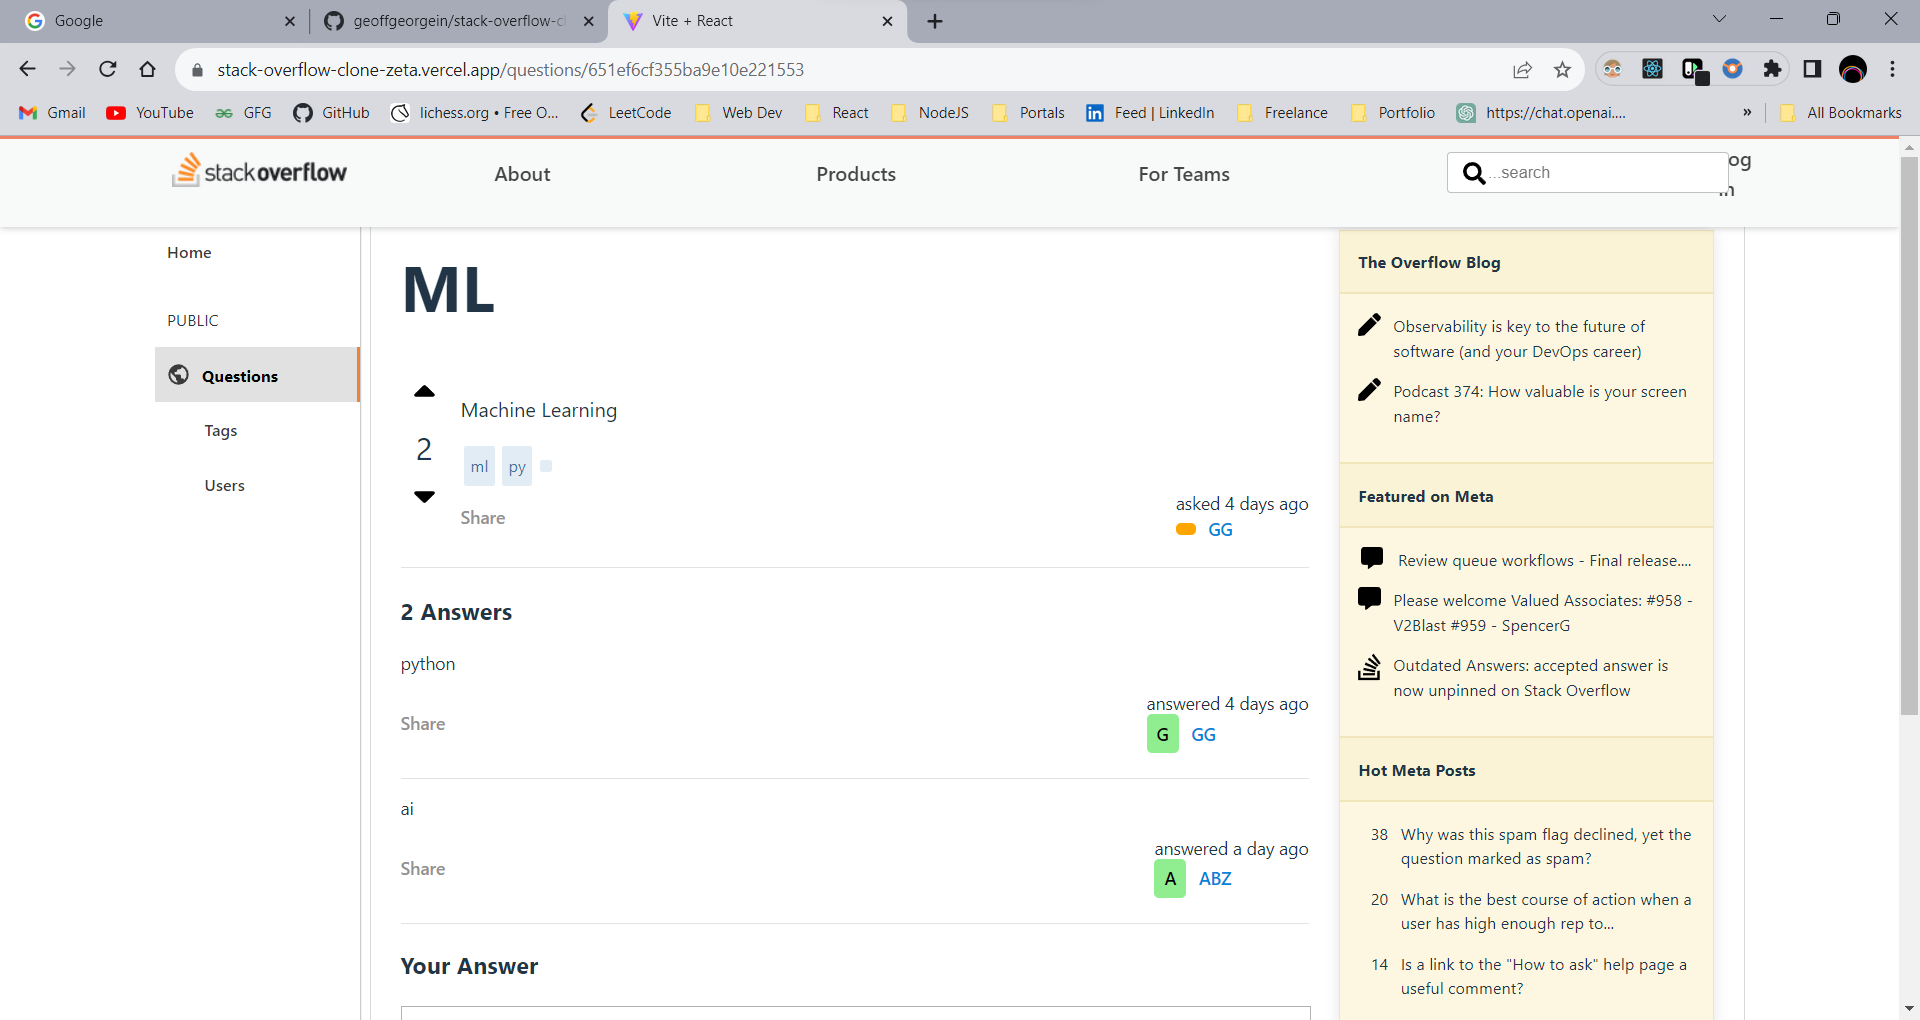 Google
geoffgeorgein/stack-overflow-cl
Vite + React
stack-overflow-clone-zeta.vercel.app/questions/651ef6cf355ba9e10e221553
Gmail
YouTube
GFG
GitHub
lichess.org • Free O...
LeetCode
Web Dev
React
NodeJS
Portals
Feed | LinkedIn
Freelance
Portfolio
https://chat.openai....
»
All Bookmarks
stackoverflow
About
Products
For Teams
...search
og
in
Home
PUBLIC
Questions
Tags
Users
ML
Machine Learning
2
ml py
Share
asked 4 days ago
GG
2 Answers
python
answered 4 days ago
Share
G GG
ai
answered a day ago
Share
A ABZ
Your Answer
The Overflow Blog
Observability is key to the future of
software (and your DevOps career)
Podcast 374: How valuable is your screen
name?
Featured on Meta
Review queue workflows - Final release....
Please welcome Valued Associates: #958 -
V2Blast #959 - SpencerG
Outdated Answers: accepted answer is
now unpinned on Stack Overflow
Hot Meta Posts
38 Why was this spam flag declined, yet the
question marked as spam?
20 What is the best course of action when a
user has high enough rep to...
14 Is a link to the "How to ask" help page a
useful comment?